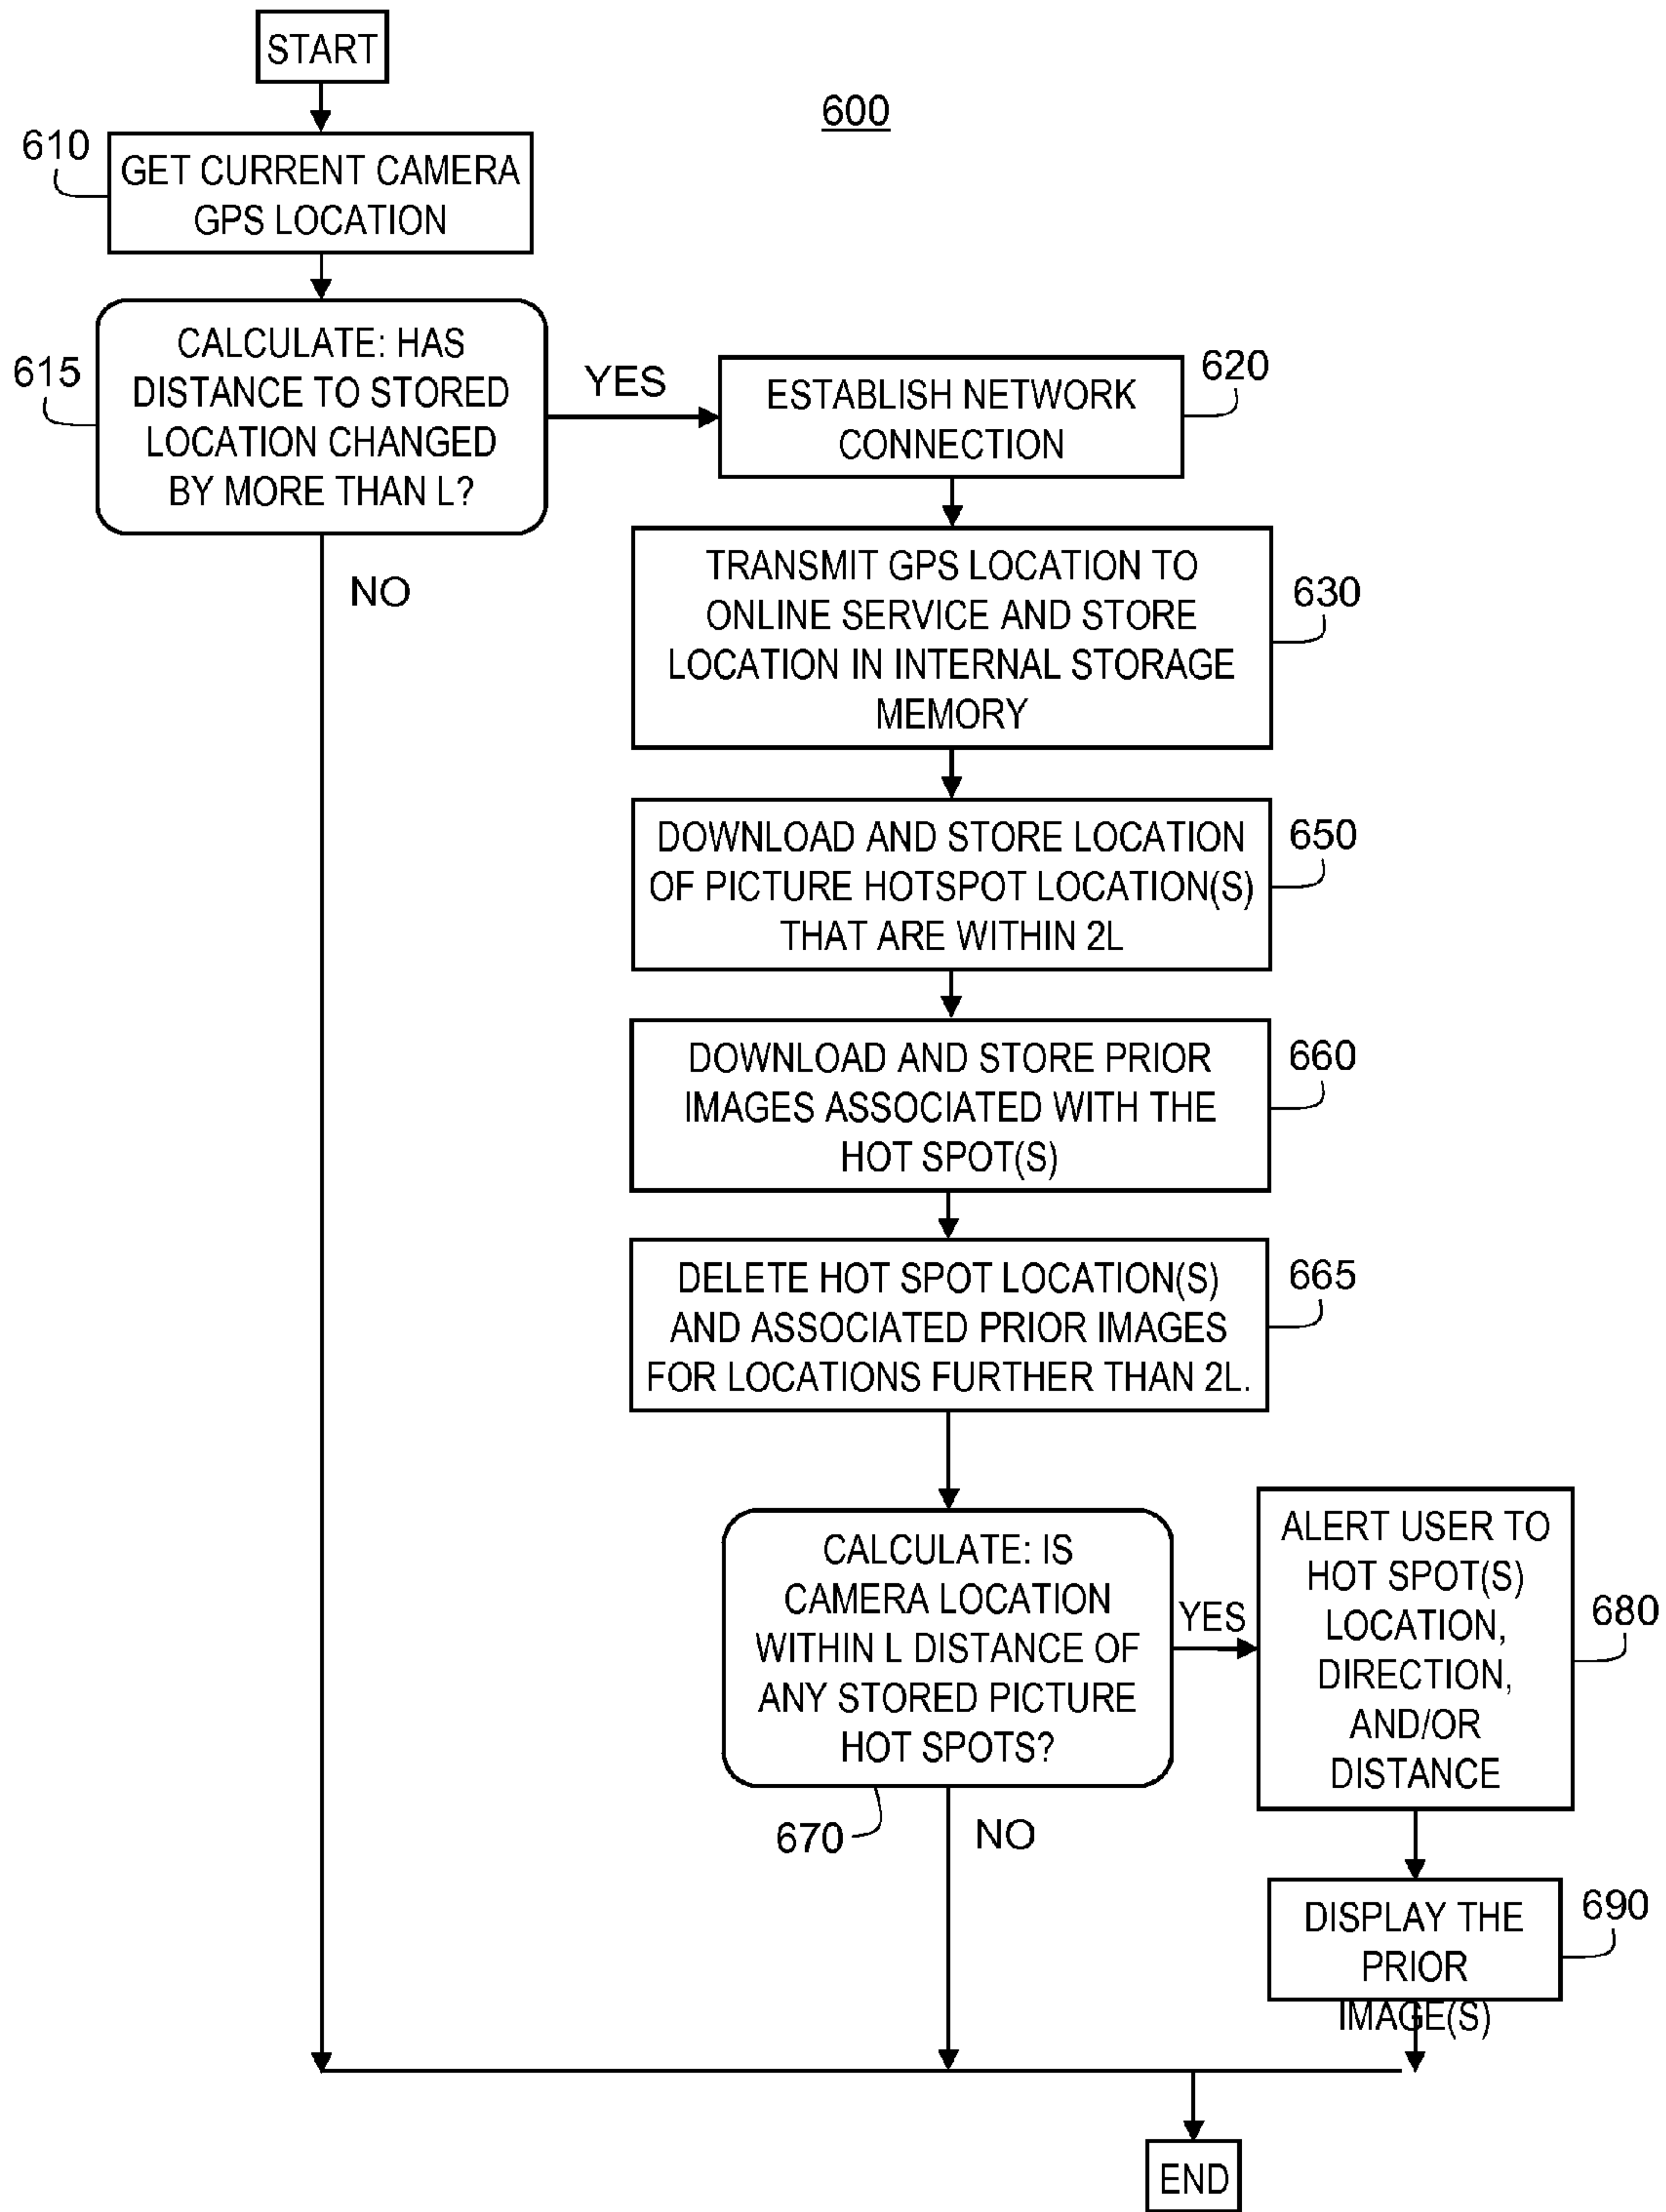 START
600
610
GET CURRENT CAMERA
GPS LOCATION
615
CALCULATE: HAS
DISTANCE TO STORED
LOCATION CHANGED
BY MORE THAN L?
YES
NO
620
ESTABLISH NETWORK
CONNECTION
630
TRANSMIT GPS LOCATION TO
ONLINE SERVICE AND STORE
LOCATION IN INTERNAL STORAGE
MEMORY
650
DOWNLOAD AND STORE LOCATION
OF PICTURE HOTSPOT LOCATION(S)
THAT ARE WITHIN 2L
660
DOWNLOAD AND STORE PRIOR
IMAGES ASSOCIATED WITH THE
HOT SPOT(S)
665
DELETE HOT SPOT LOCATION(S)
AND ASSOCIATED PRIOR IMAGES
FOR LOCATIONS FURTHER THAN 2L.
CALCULATE: IS
CAMERA LOCATION
WITHIN L DISTANCE OF
ANY STORED PICTURE
HOT SPOTS?
670
YES
NO
ALERT USER TO
HOT SPOT(S)
LOCATION,
DIRECTION,
AND/OR
DISTANCE
680
DISPLAY THE
PRIOR
IMAGE(S)
690
END